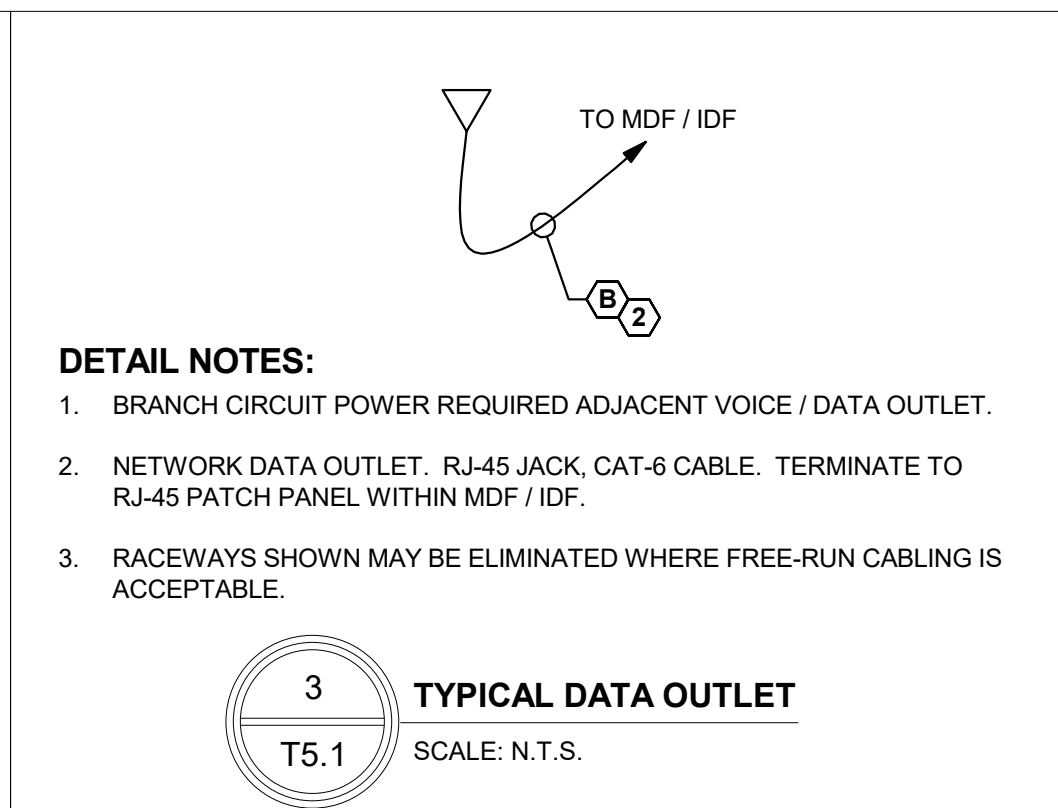 TO MDF / IDF
B
2
DETAIL NOTES:
1. BRANCH CIRCUIT POWER REQUIRED ADJACENT VOICE / DATA OUTLET.
2. NETWORK DATA OUTLET. RJ-45 JACK, CAT-6 CABLE. TERMINATE TO
RJ-45 PATCH PANEL WITHIN MDF / IDF.
3. RACEWAYS SHOWN MAY BE ELIMINATED WHERE FREE-RUN CABLING IS
ACCEPTABLE.
3
T5.1
TYPICAL DATA OUTLET
SCALE: N.T.S.